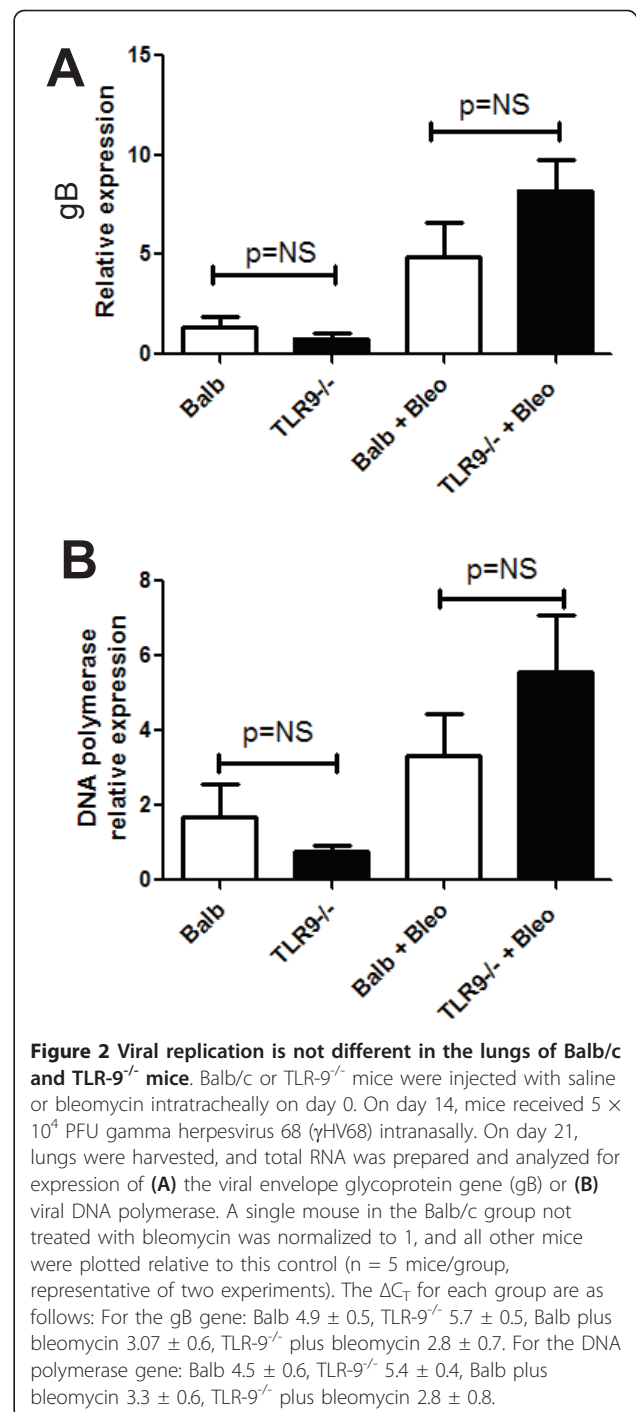 A
gB
Relative expression
15
10
5
0
p=NS
p=NS
Balb
TLR9-/-
Balb + Bleo
TLR9-/- + Bleo
B
DNA polymerase
relative expression
8
6
4
2
0
p=NS
p=NS
Balb
TLR9-/-
Balb + Bleo
TLR9-/- + Bleo
Figure 2 Viral replication is not different in the lungs of Balb/c
and TLR-9-/- mice. Balb/c or TLR-9-/- mice were injected with saline
or bleomycin intratracheally on day 0. On day 14, mice received 5 ×
10⁴ PFU gamma herpesvirus 68 (γHV68) intranasally. On day 21,
lungs were harvested, and total RNA was prepared and analyzed for
expression of (A) the viral envelope glycoprotein gene (gB) or (B)
viral DNA polymerase. A single mouse in the Balb/c group not
treated with bleomycin was normalized to 1, and all other mice
were plotted relative to this control (n = 5 mice/group,
representative of two experiments). The ΔCT for each group are as
follows: For the gB gene: Balb 4.9 ± 0.5, TLR-9-/- 5.7 ± 0.5, Balb plus
bleomycin 3.07 ± 0.6, TLR-9-/- plus bleomycin 2.8 ± 0.7. For the DNA
polymerase gene: Balb 4.5 ± 0.6, TLR-9-/- 5.4 ± 0.4, Balb plus
bleomycin 3.3 ± 0.6, TLR-9-/- plus bleomycin 2.8 ± 0.8.